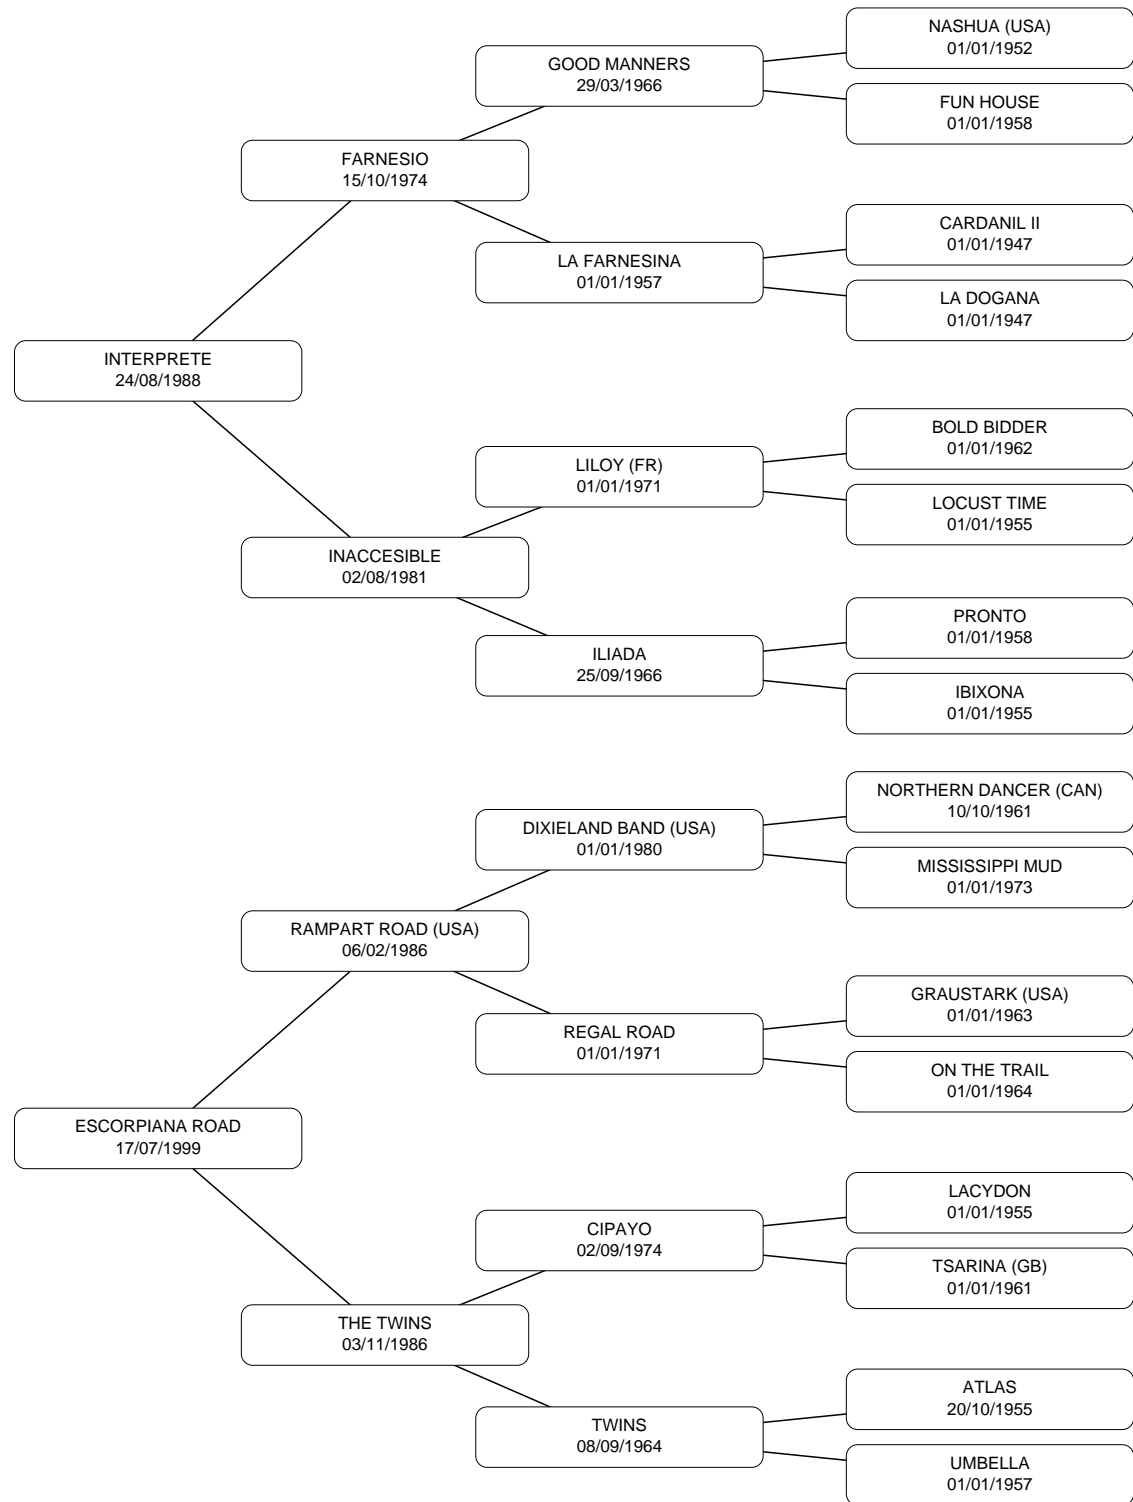 NASHUA (USA)
01/01/1952
GOOD MANNERS
29/03/1966
FUN HOUSE
01/01/1958
FARNESIO
15/10/1974
CARDANIL II
01/01/1947
LA FARNESINA
01/01/1957
LA DOGANA
01/01/1947
INTERPRETE
24/08/1988
BOLD BIDDER
01/01/1962
LILOY (FR)
01/01/1971
LOCUST TIME
01/01/1955
INACCESIBLE
02/08/1981
PRONTO
01/01/1958
ILIADA
25/09/1966
IBIXONA
01/01/1955
NORTHERN DANCER (CAN)
10/10/1961
DIXIELAND BAND (USA)
01/01/1980
MISSISSIPPI MUD
01/01/1973
RAMPART ROAD (USA)
06/02/1986
GRAUSTARK (USA)
01/01/1963
REGAL ROAD
01/01/1971
ON THE TRAIL
01/01/1964
ESCORPIANA ROAD
17/07/1999
LACYDON
01/01/1955
CIPAYO
02/09/1974
TSARINA (GB)
01/01/1961
THE TWINS
03/11/1986
ATLAS
20/10/1955
TWINS
08/09/1964
UMBELLA
01/01/1957